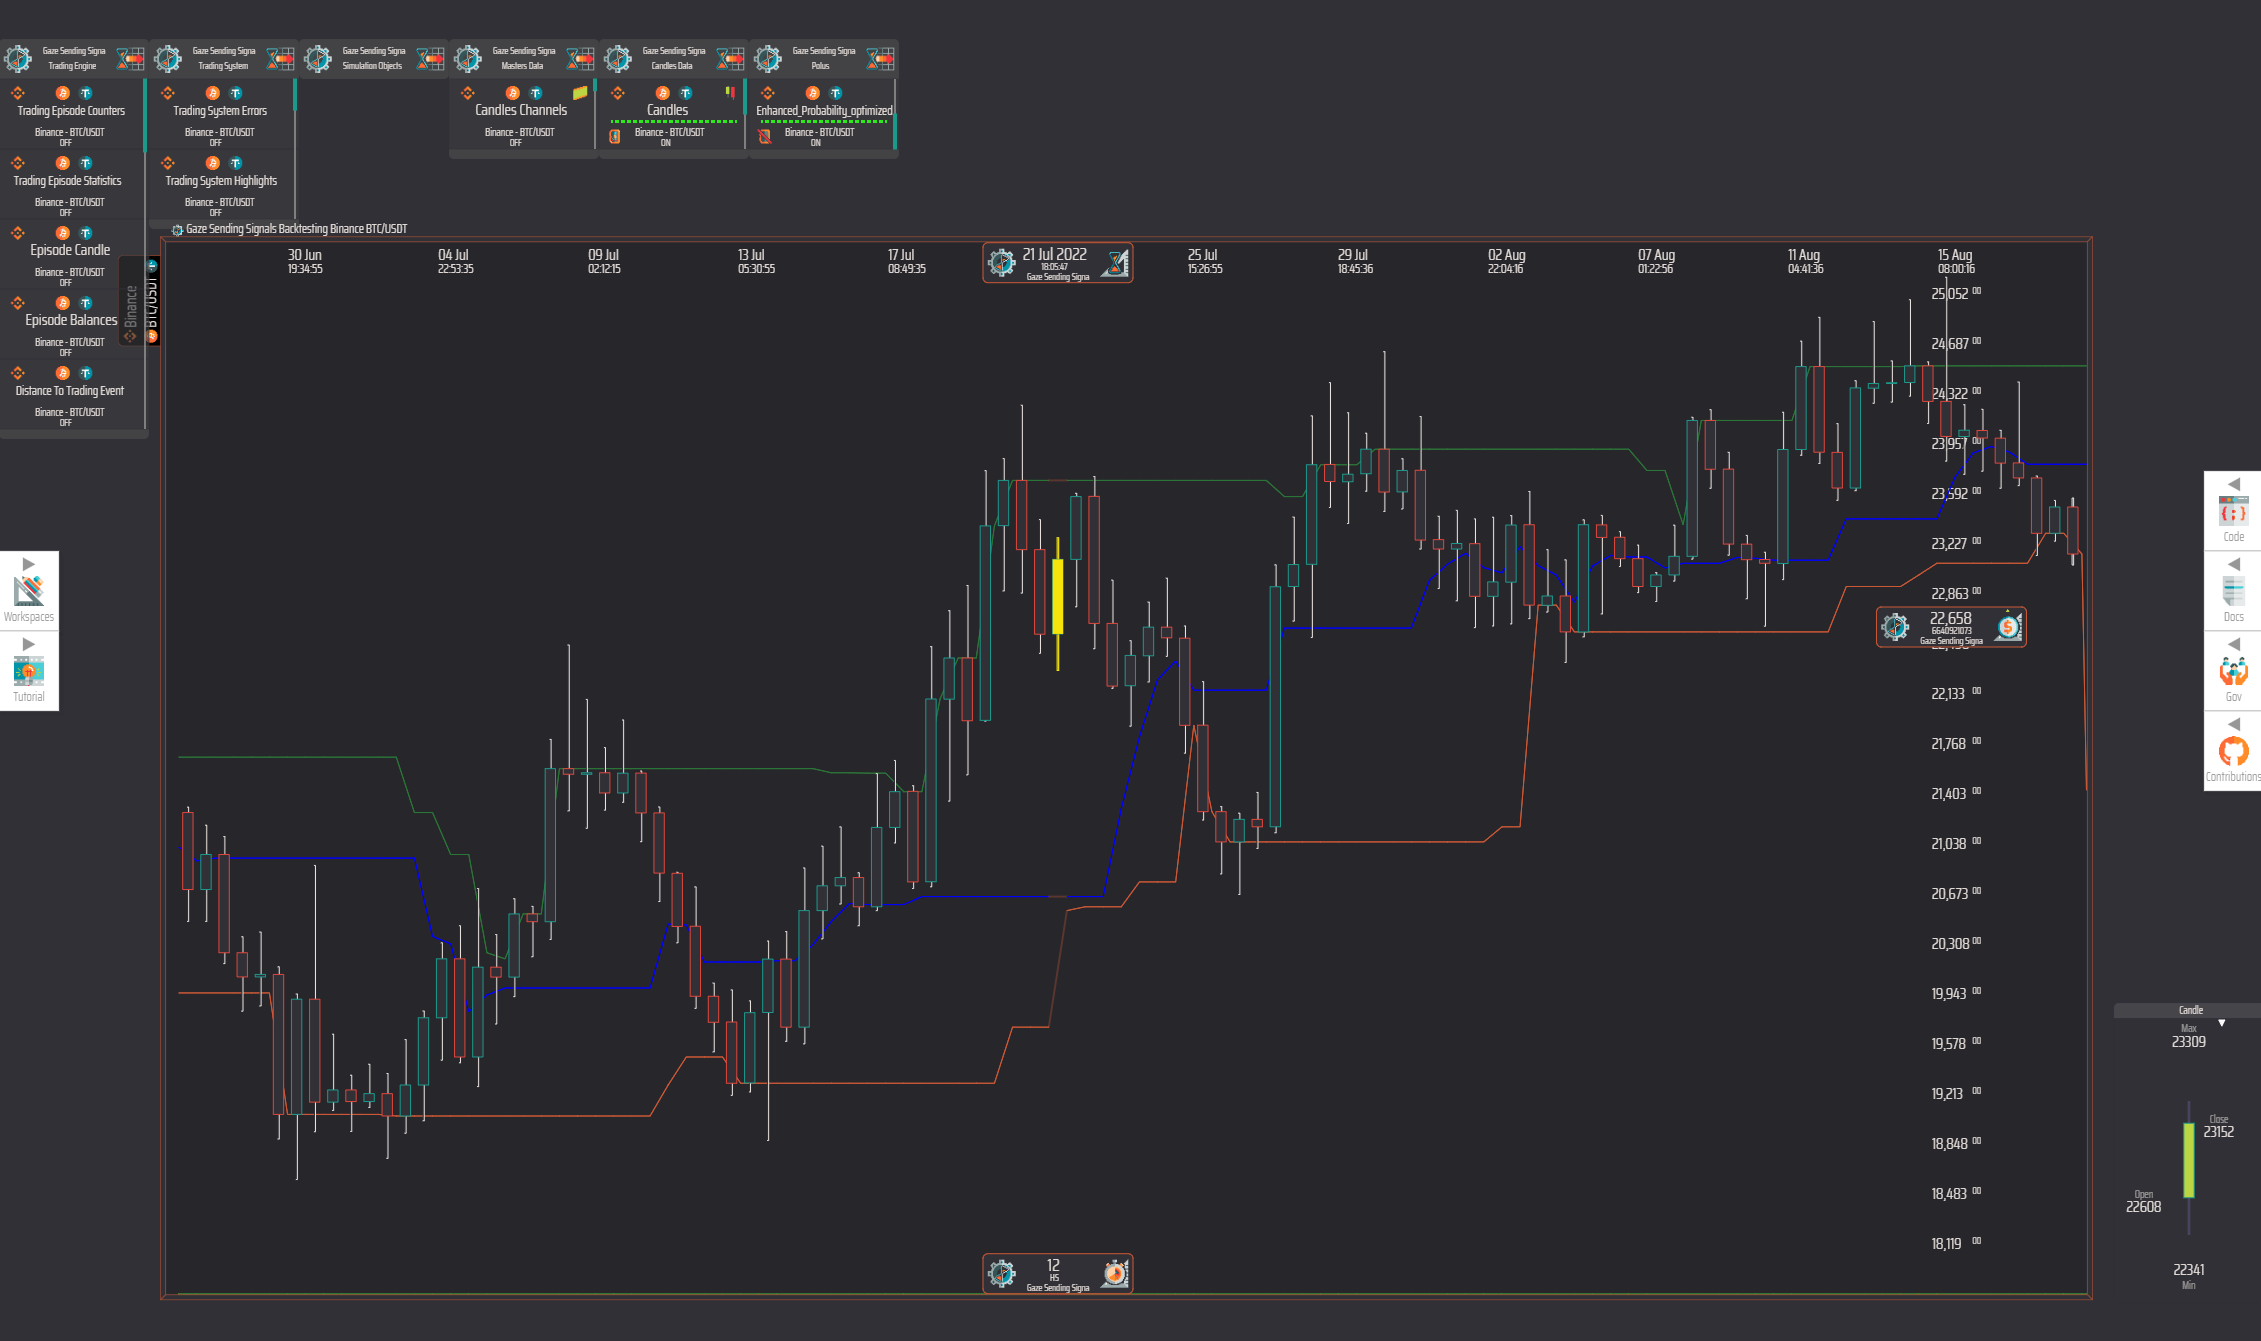 Gaze Sending Signa
Trading Engine
Gaze Sending Signa
Trading System
Gaze Sending Signa
Simulation Objects
Gaze Sending Signa
Masters Data
Gaze Sending Signa
Candles Data
Gaze Sending Signa
Polus
Trading Episode Counters
Binance - BTC/USDT
OFF
Trading System Errors
Binance - BTC/USDT
OFF
Candles Channels
Binance - BTC/USDT
OFF
Candles
Binance - BTC/USDT
ON
Enhanced_Probability_optimized
Binance - BTC/USDT
ON
Trading Episode Statistics
Binance - BTC/USDT
OFF
Trading System Highlights
Binance - BTC/USDT
OFF
Episode Candle
Binance - BTC/USDT
OFF
Episode Balances
Binance - BTC/USDT
OFF
Distance To Trading Event
Binance - BTC/USDT
OFF
Binance
BTC/USDT
Gaze Sending Signals Backtesting Binance BTC/USDT
30 Jun
19:34:55
04 Jul
22:53:35
09 Jul
02:12:15
13 Jul
05:30:55
17 Jul
08:49:35
21 Jul 2022
18:05:47
Gaze Sending Signa
25 Jul
15:26:55
29 Jul
18:45:36
02 Aug
22:04:16
07 Aug
01:22:56
11 Aug
04:41:36
15 Aug
08:00:16
25,052 00
24,687 00
24,322 00
23,957 00
23,592 00
23,227 00
22,863 00
22,658
6640921073
Gaze Sending Signa
22,133 00
21,768 00
21,403 00
21,038 00
20,673 00
20,308 00
19,943 00
19,578 00
19,213 00
18,848 00
18,483 00
18,119 00
12
HS
Gaze Sending Signa
Workspaces
Tutorial
Code
Docs
Gov
Contributions
Candle
Max
23309
Close
23152
Open
22608
22341
Min